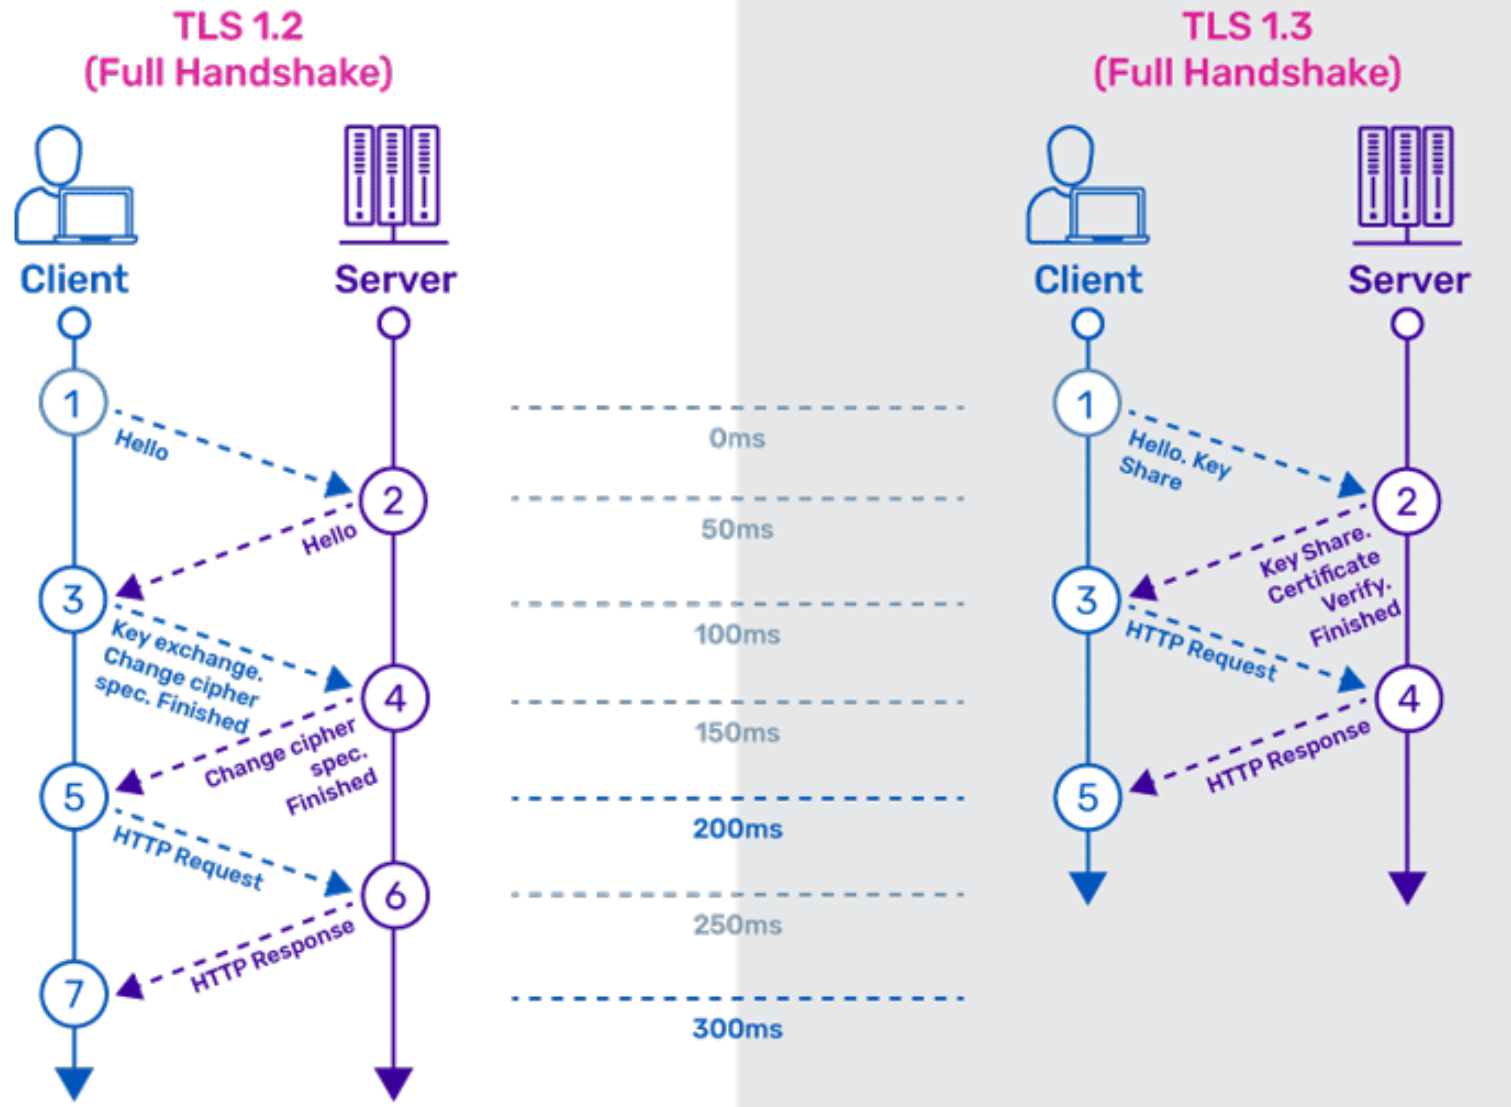 TLS 1.2
(Full Handshake)
Client
Server
1
Hello
2
Hello
3
Key exchange.
Change cipher
spec. Finished
4
Change cipher
spec.
Finished
5
HTTP Request
6
HTTP Response
7
0ms
50ms
100ms
150ms
200ms
250ms
300ms
TLS 1.3
(Full Handshake)
Client
Server
1
Hello. Key
Share
2
Key Share.
Certificate
Verify.
Finished
3
HTTP Request
4
HTTP Response
5